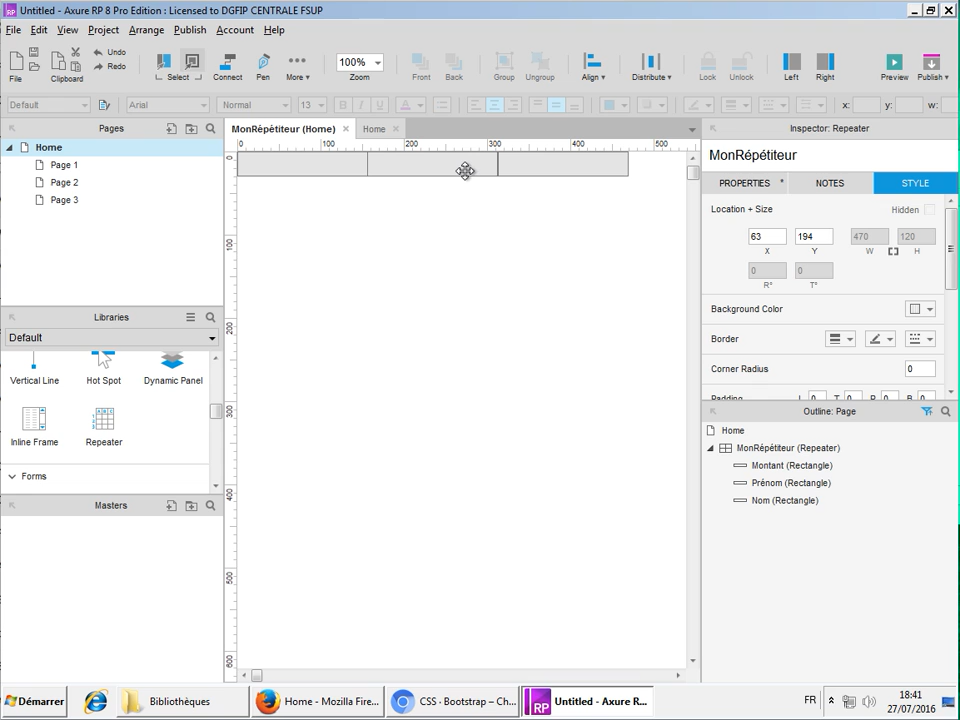 Untitled - Axure RP 8 Pro Edition : Licensed to DGFIP CENTRALE FSUP
File Edit View Project Arrange Publish Account Help
Undo
Redo
100%
File Clipboard Select Connect Pen More Zoom Front Back Group Ungroup Align Distribute Lock Unlock Left Right Preview Publish
Default Arial Normal 13 B I U A x: y: w:
Pages
Home
Page 1
Page 2
Page 3
Libraries
Default
Vertical Line Hot Spot Dynamic Panel
Inline Frame Repeater
Forms
Masters
MonRépétiteur (Home) Home
0 100 200 300 400 500
0
100
200
300
400
500
600
Inspector: Repeater
MonRépétiteur
PROPERTIES * NOTES STYLE
Location + Size Hidden
63 194 470 120
X Y W H
0 0
R° T°
Background Color
Border
Corner Radius 0
Padding L 0 T 0 R 0 B 0
Outline: Page
Home
MonRépétiteur (Repeater)
Montant (Rectangle)
Prénom (Rectangle)
Nom (Rectangle)
Démarrer Bibliothèques Home - Mozilla Fire... CSS · Bootstrap – Ch... RP Untitled - Axure R... FR 18:41
27/07/2016